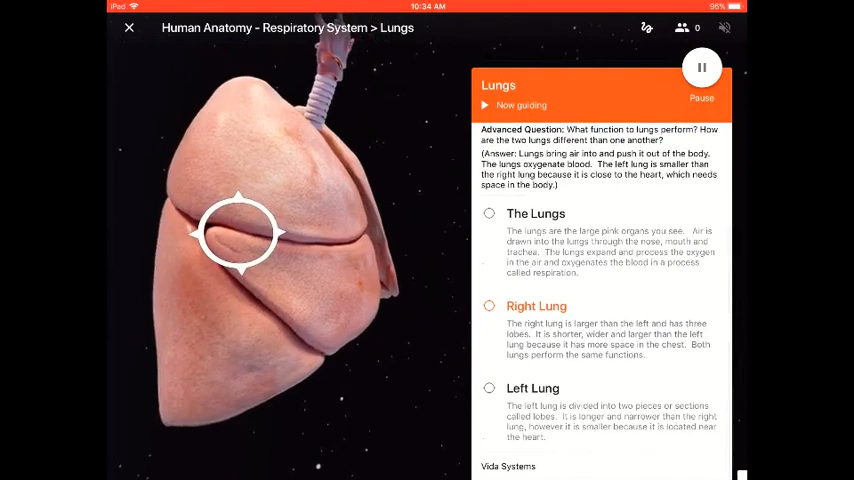 iPad 10:34 AM 95%
Human Anatomy - Respiratory System > Lungs 0
Lungs
Now guiding
Pause
Advanced Question: What function to lungs perform? How
are the two lungs different than one another?
(Answer: Lungs bring air into and push it out of the body.
The lungs oxygenate blood. The left lung is smaller than
the right lung because it is close to the heart, which needs
space in the body.)
The Lungs
The lungs are the large pink organs you see. Air is
drawn into the lungs through the nose, mouth and
trachea. The lungs expand and process the oxygen
in the air and oxygenates the blood in a process
called respiration.
Right Lung
The right lung is larger than the left and has three
lobes. It is shorter, wider and larger than the left
lung because it has more space in the chest. Both
lungs perform the same functions.
Left Lung
The left lung is divided into two pieces or sections
called lobes. It is longer and narrower than the right
lung, however it is smaller because it is located near
the heart.
Vida Systems